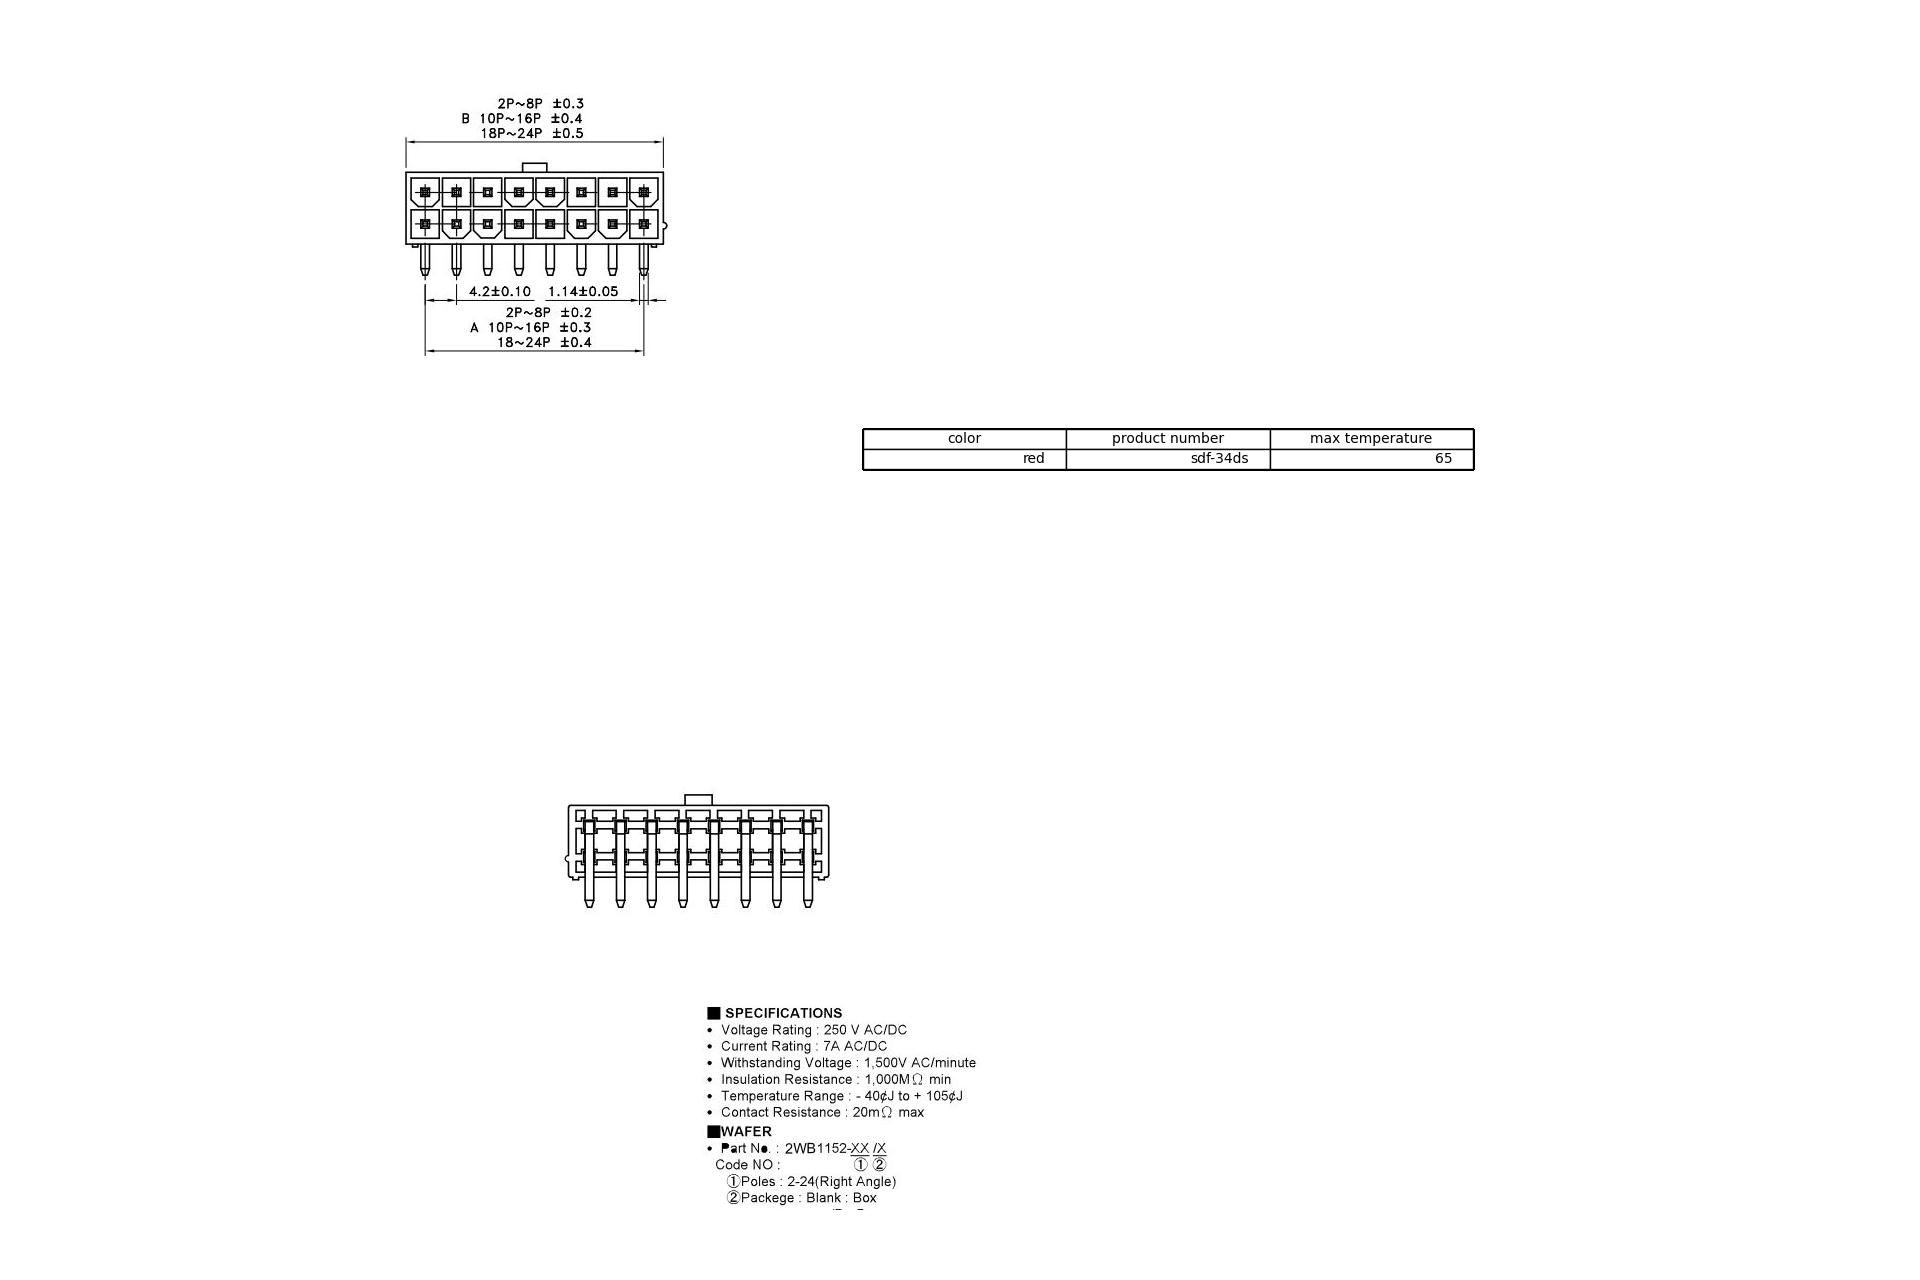 2P~8P ±0.3
B 10P~16P ±0.4
18P~24P ±0.5
4.2±0.10 1.14±0.05
2P~8P ±0.2
A 10P~16P ±0.3
18~24P ±0.4
color product number max temperature
red sdf-34ds 65
■ SPECIFICATIONS
• Voltage Rating : 250 V AC/DC
• Current Rating : 7A AC/DC
• Withstanding Voltage : 1,500V AC/minute
• Insulation Resistance : 1,000MΩ min
• Temperature Range : - 40¢J to + 105¢J
• Contact Resistance : 20mΩ max
■WAFER
• Part No. : 2WB1152-XX /X
Code NO : ① ②
①Poles : 2-24(Right Angle)
②Packege : Blank : Box